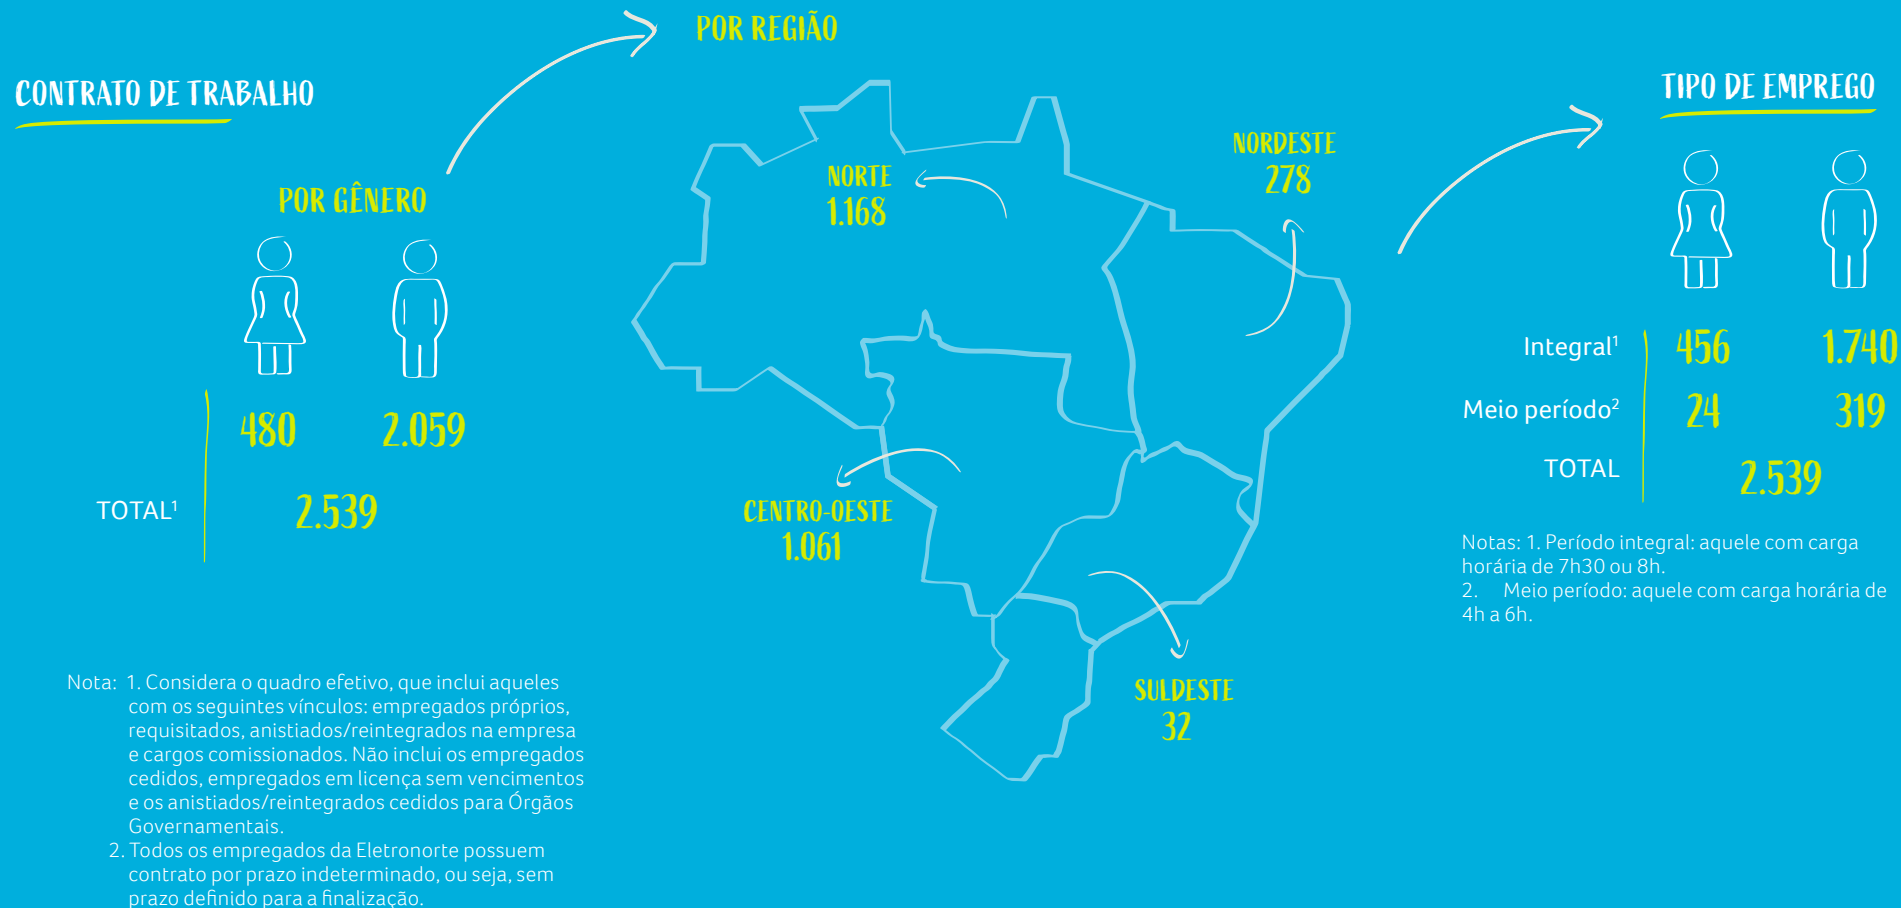 CONTRATO DE TRABALHO
POR GÊNERO
480 2.059
TOTAL¹ 2.539
Nota: 1. Considera o quadro efetivo, que inclui aqueles
com os seguintes vínculos: empregados próprios,
requisitados, anistiados/reintegrados na empresa
e cargos comissionados. Não inclui os empregados
cedidos, empregados em licença sem vencimentos
e os anistiados/reintegrados cedidos para Órgãos
Governamentais.
2. Todos os empregados da Eletronorte possuem
contrato por prazo indeterminado, ou seja, sem
prazo definido para a finalização.
POR REGIÃO
NORTE
1.168
NORDESTE
278
CENTRO-OESTE
1.061
SULDESTE
32
TIPO DE EMPREGO
Integral¹ 456 1.740
Meio período² 24 319
TOTAL 2.539
Notas: 1. Período integral: aquele com carga
horária de 7h30 ou 8h.
2. Meio período: aquele com carga horária de
4h a 6h.